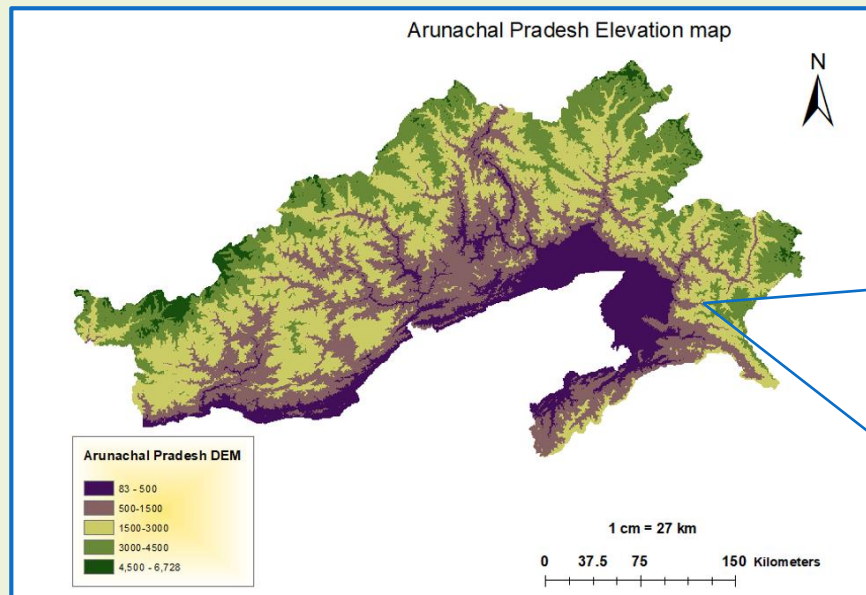 Arunachal Pradesh Elevation map
N
Arunachal Pradesh DEM
83 - 500
500-1500
1500-3000
3000-4500
4,500 - 6,728
1 cm = 27 km
0 37.5 75 150 Kilometers